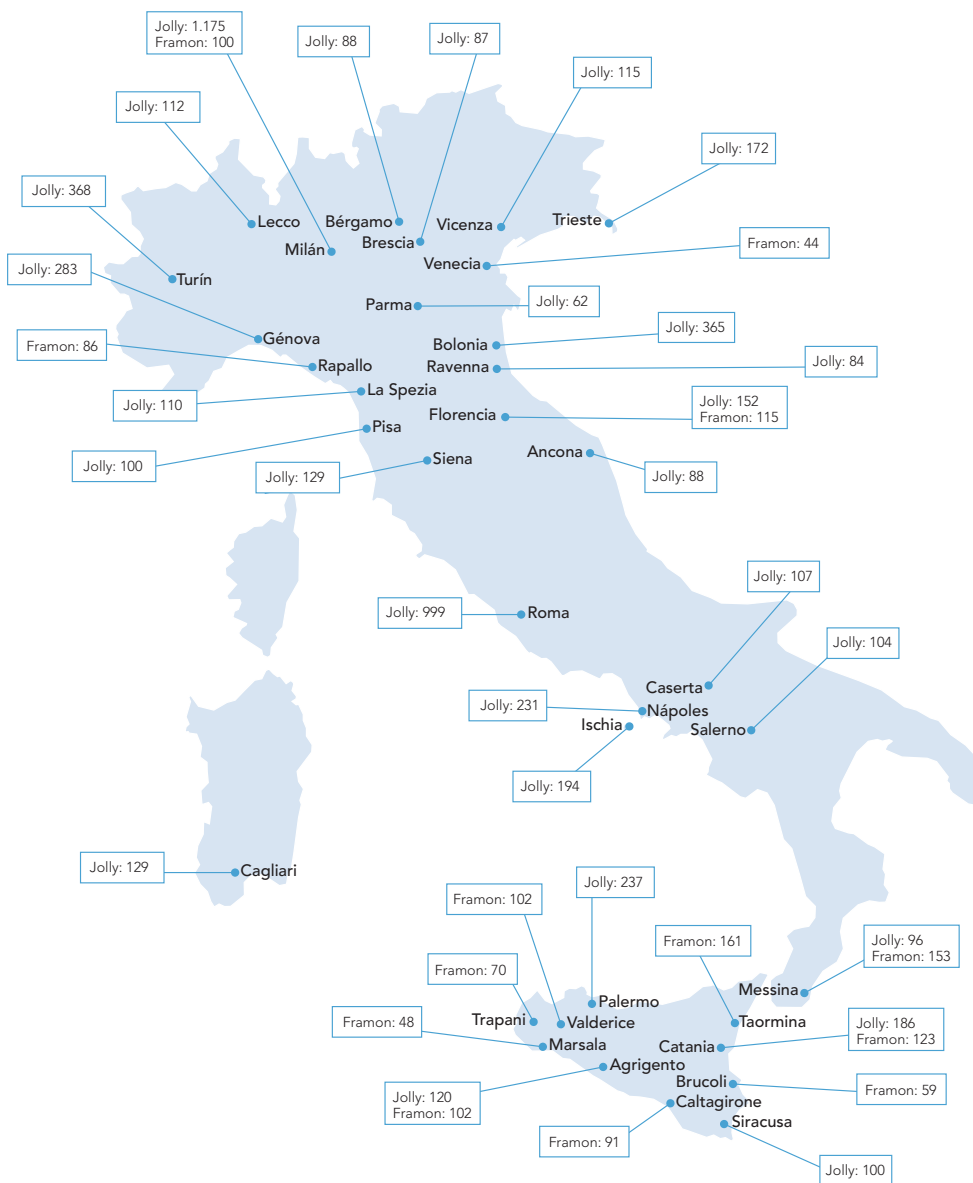 Jolly: 1.175
Framon: 100
Jolly: 88
Jolly: 87
Jolly: 115
Jolly: 112
Jolly: 172
Jolly: 368
Lecco
Bérgamo
Vicenza
Trieste
Brescia
Milán
Framon: 44
Venecia
Jolly: 283
Turín
Parma
Jolly: 62
Jolly: 365
Génova
Bolonia
Framon: 86
Rapallo
Ravenna
Jolly: 84
La Spezia
Jolly: 110
Florencia
Jolly: 152
Framon: 115
Pisa
Jolly: 100
Siena
Ancona
Jolly: 129
Jolly: 88
Jolly: 107
Jolly: 999
Roma
Jolly: 104
Caserta
Jolly: 231
Nápoles
Ischia
Salerno
Jolly: 194
Jolly: 129
Cagliari
Jolly: 237
Framon: 102
Framon: 161
Jolly: 96
Framon: 153
Framon: 70
Messina
Palermo
Framon: 48
Trapani
Valderice
Taormina
Jolly: 186
Framon: 123
Marsala
Catania
Agrigento
Brucoli
Framon: 59
Jolly: 120
Framon: 102
Caltagirone
Siracusa
Framon: 91
Jolly: 100